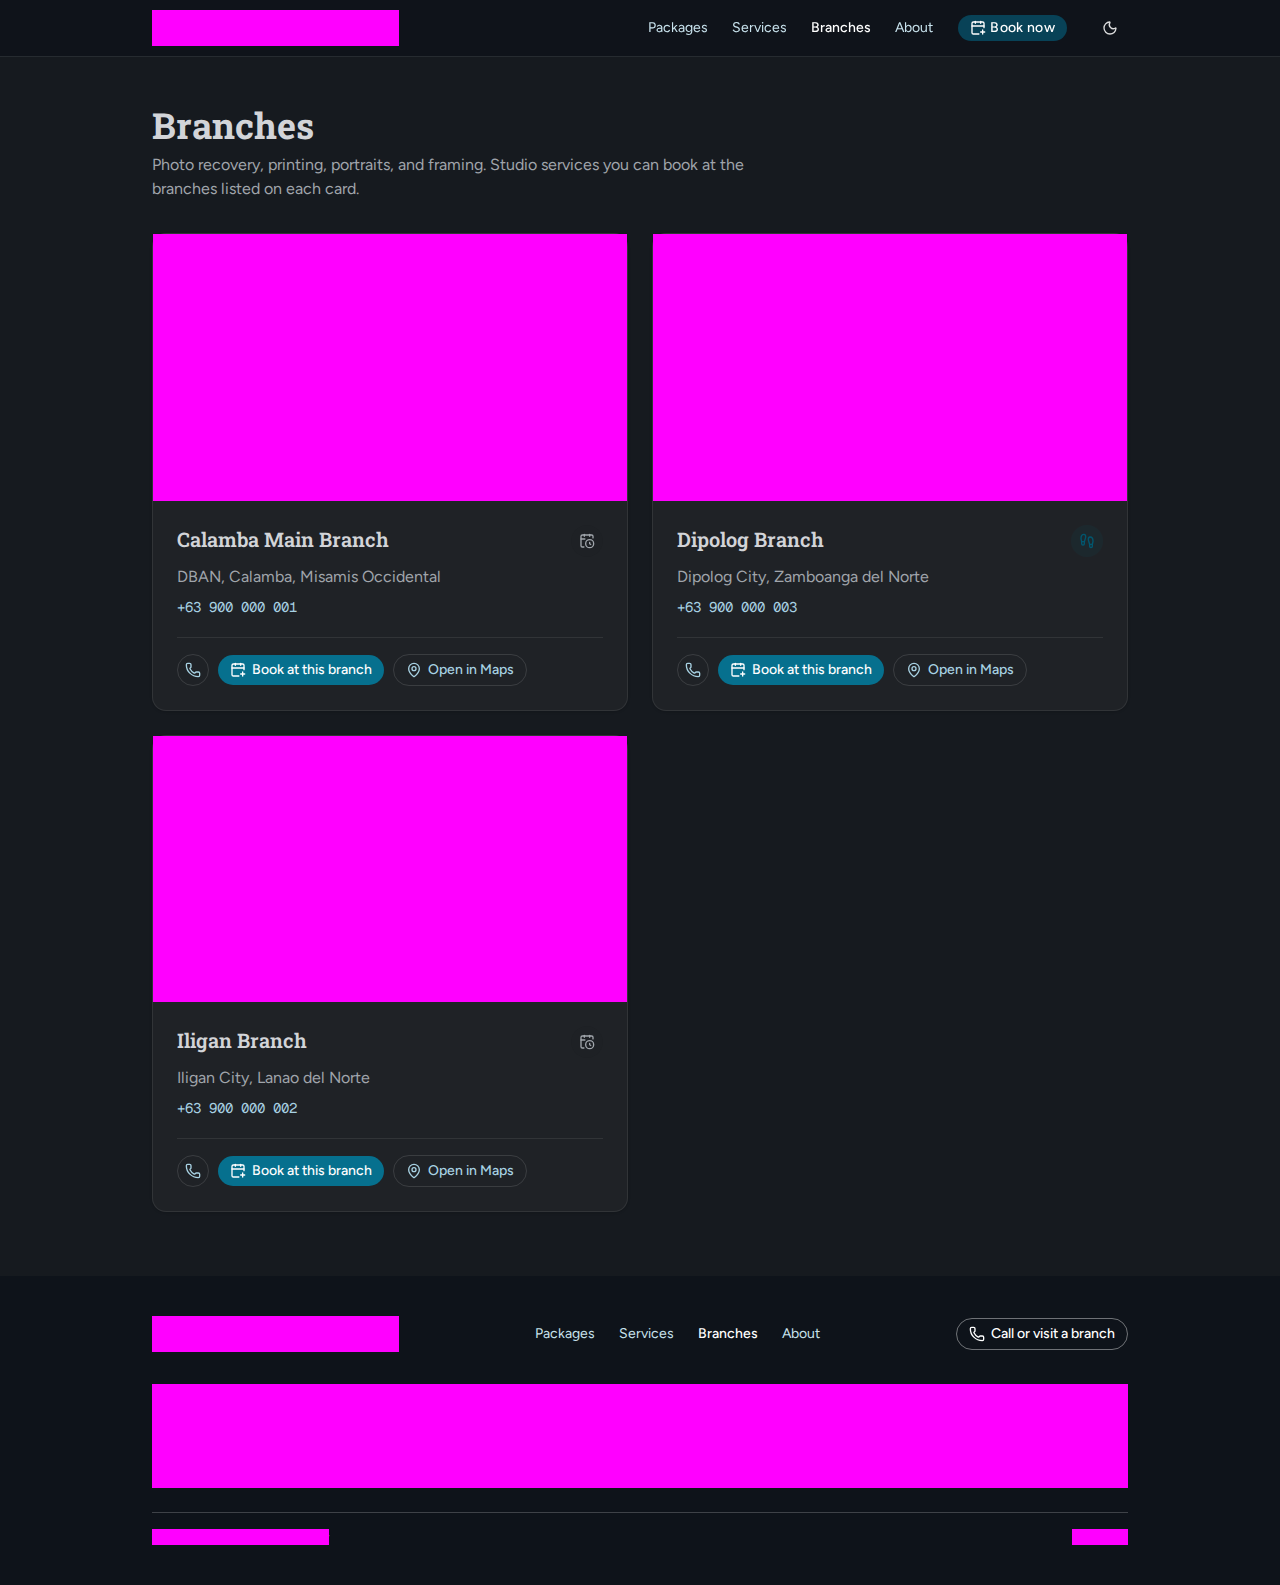 Packages
Services
Branches
About
Book now
Branches
Photo recovery, printing, portraits, and framing. Studio services you can book at the
branches listed on each card.
Calamba Main Branch
DBAN, Calamba, Misamis Occidental
+63 900 000 001
Book at this branch
Open in Maps
Dipolog Branch
Dipolog City, Zamboanga del Norte
+63 900 000 003
Book at this branch
Open in Maps
Iligan Branch
Iligan City, Lanao del Norte
+63 900 000 002
Book at this branch
Open in Maps
Packages
Services
Branches
About
Call or visit a branch